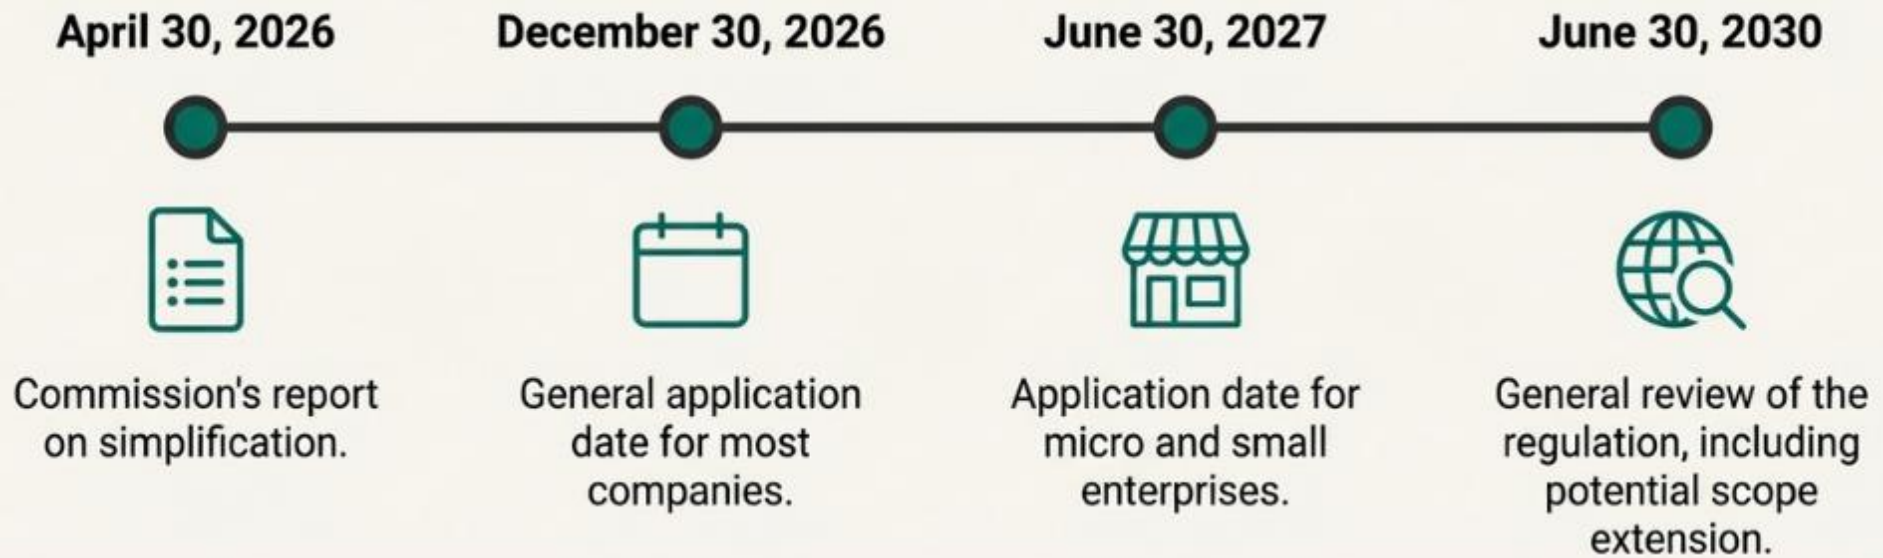 April 30, 2026
December 30, 2026
June 30, 2027
June 30, 2030
Commission's report
on simplification.
General application
date for most
companies.
Application date for
micro and small
enterprises.
General review of the
regulation, including
potential scope
extension.